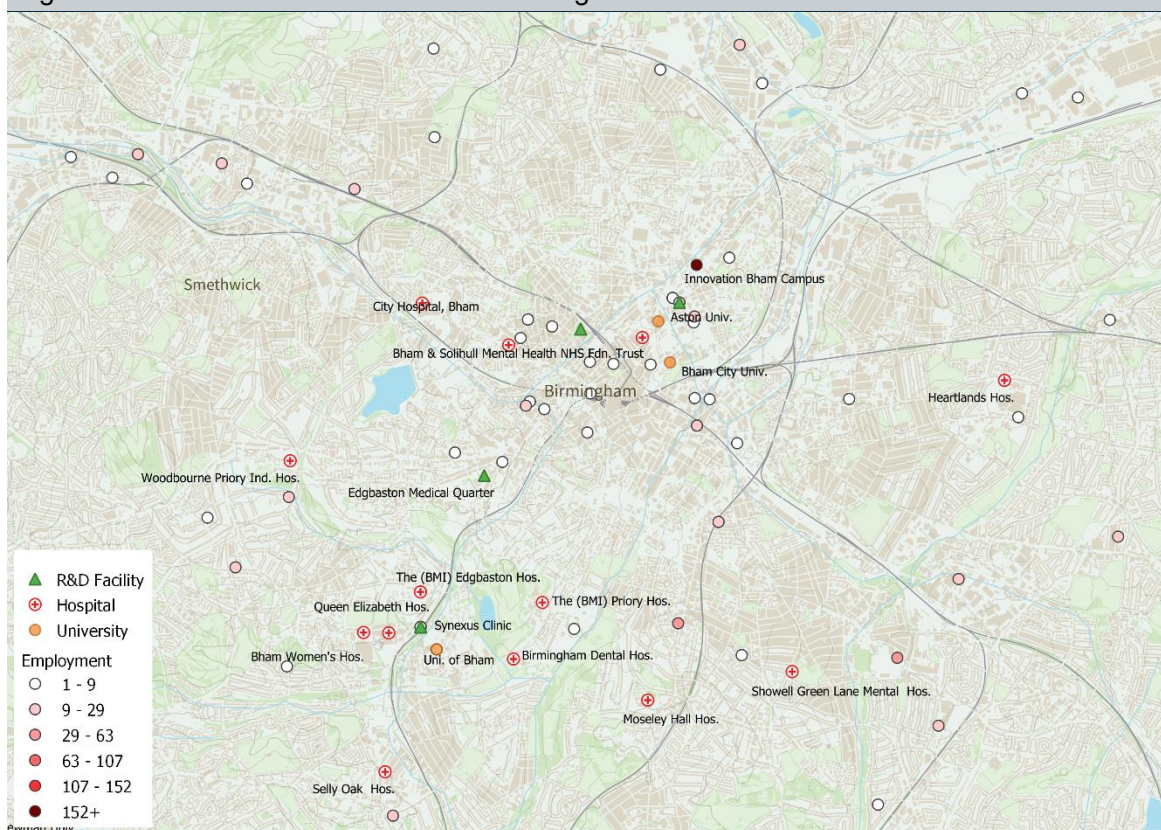 Smethwick
Innovation Bham Campus
City Hospital, Bham
Aston Univ.
Bham & Solihull Mental Health NHS Fdn. Trust
Bham City Univ.
Birmingham
Heartlands Hos.
Woodbourne Priory Ind. Hos.
Edgbaston Medical Quarter
The (BMI) Edgbaston Hos.
The (BMI) Priory Hos.
Queen Elizabeth Hos.
Synexus Clinic
Bham Women's Hos.
Uni. of Bham
Birmingham Dental Hos.
Showell Green Lane Mental Hos.
Moseley Hall Hos.
Selly Oak Hos.
R&D Facility
Hospital
University
Employment
1 - 9
9 - 29
29 - 63
63 - 107
107 - 152
152+